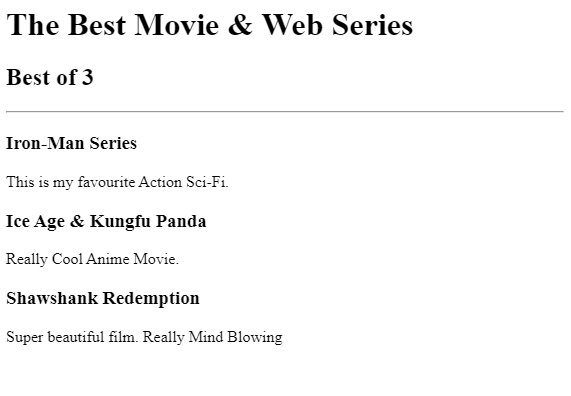 The Best Movie & Web Series
Best of 3
Iron-Man Series
This is my favourite Action Sci-Fi.
Ice Age & Kungfu Panda
Really Cool Anime Movie.
Shawshank Redemption
Super beautiful film. Really Mind Blowing